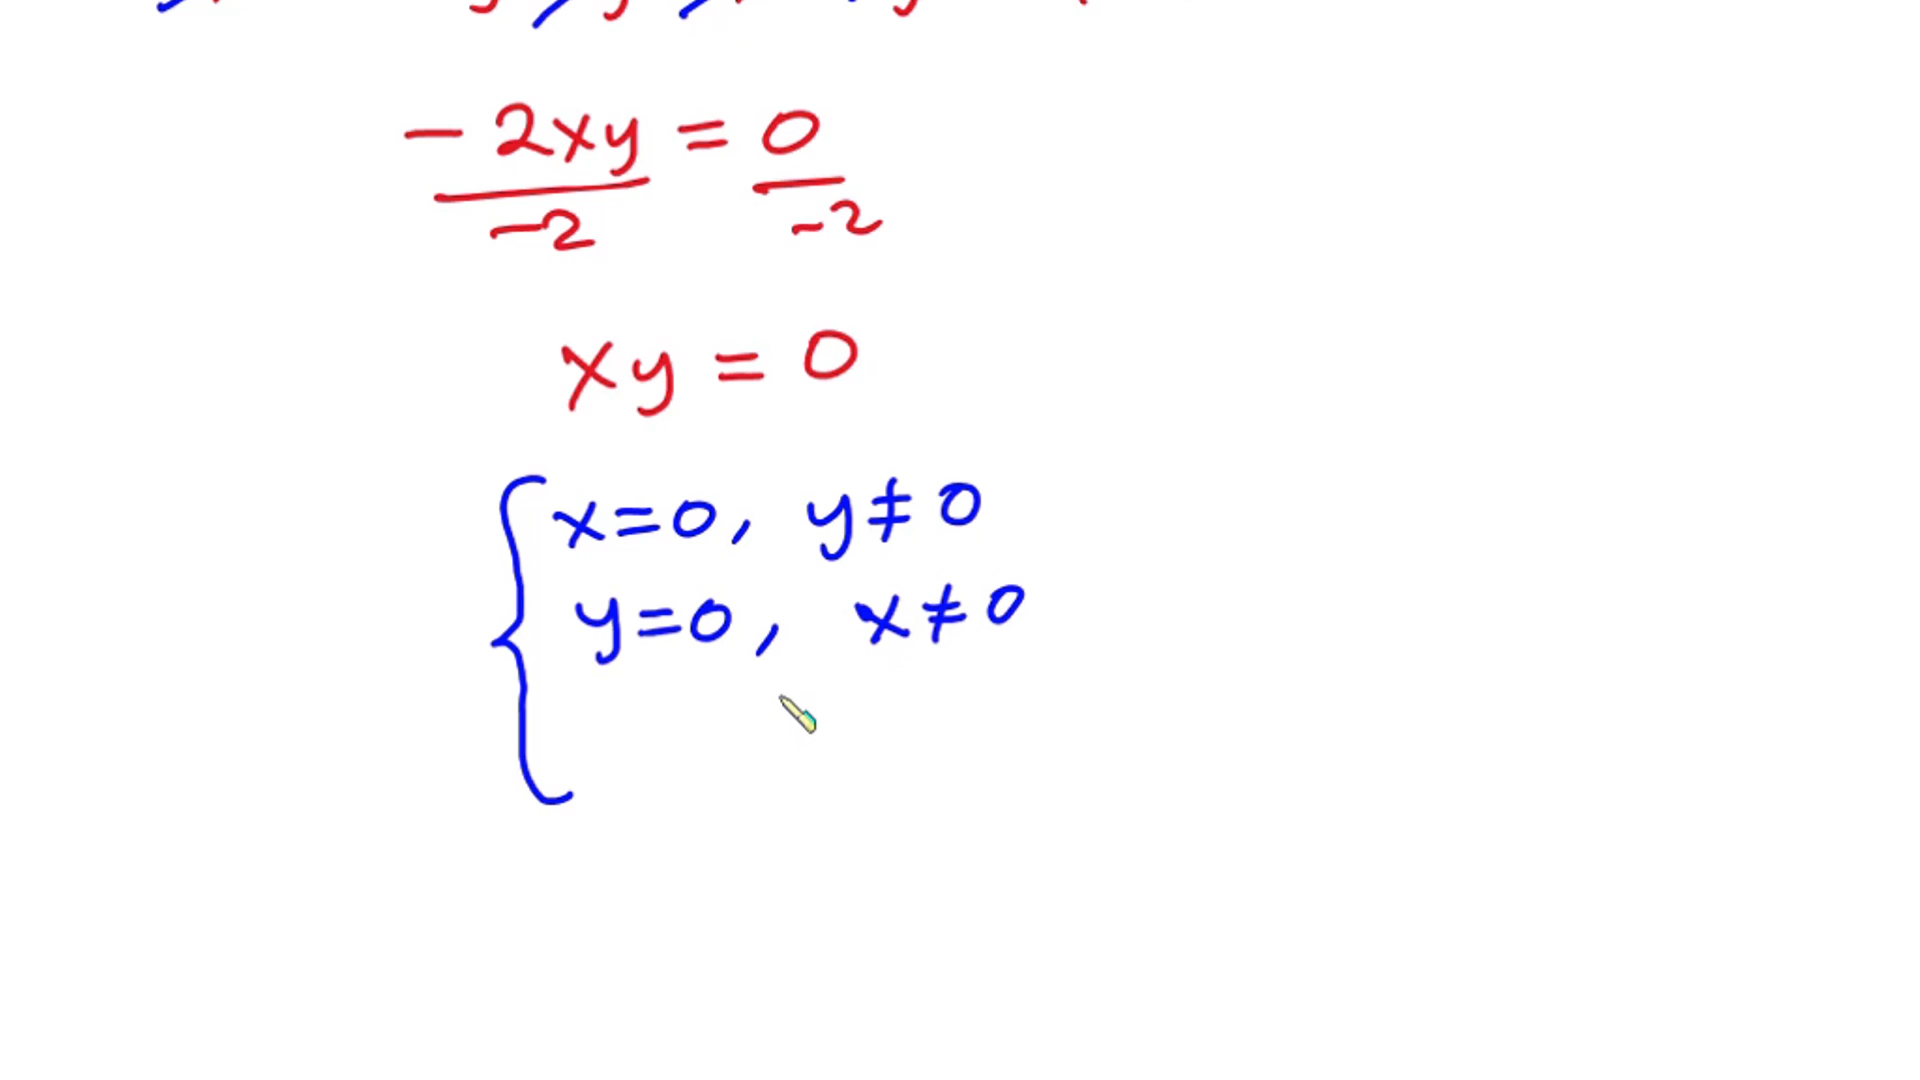 -2xy = 0
-2 -2
xy = 0
x=0, y≠0
y=0, x≠0